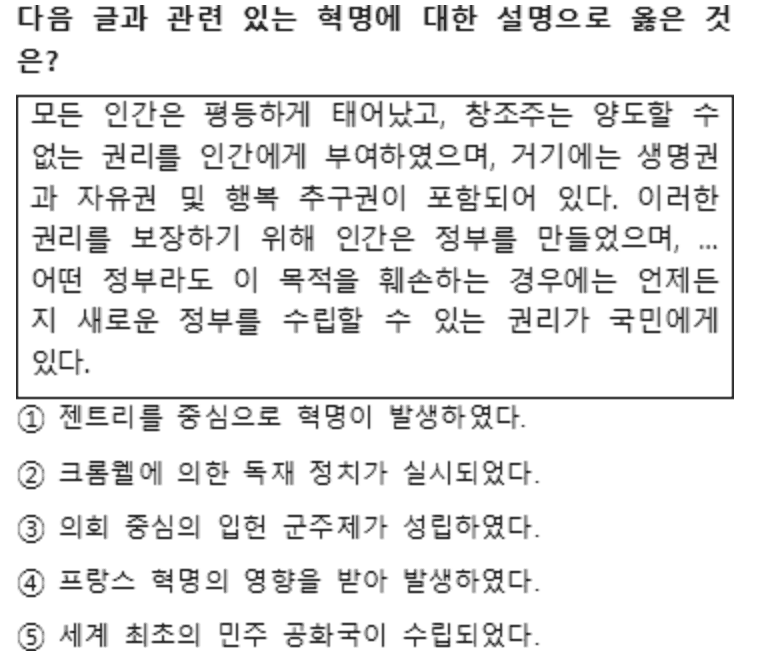 다음 글과 관련 있는 혁명에 대한 설명으로 옳은 것
은?
모든 인간은 평등하게 태어났고, 창조주는 양도할 수
없는 권리를 인간에게 부여하였으며, 거기에는 생명권
과 자유권 및 행복 추구권이 포함되어 있다. 이러한
권리를 보장하기 위해 인간은 정부를 만들었으며, …
어떤 정부라도 이 목적을 훼손하는 경우에는 언제든
지 새로운 정부를 수립할 수 있는 권리가 국민에게
있다.
① 젠트리를 중심으로 혁명이 발생하였다.
② 크롬웰에 의한 독재 정치가 실시되었다.
③ 의회 중심의 입헌 군주제가 성립하였다.
④ 프랑스 혁명의 영향을 받아 발생하였다.
⑤ 세계 최초의 민주 공화국이 수립되었다.